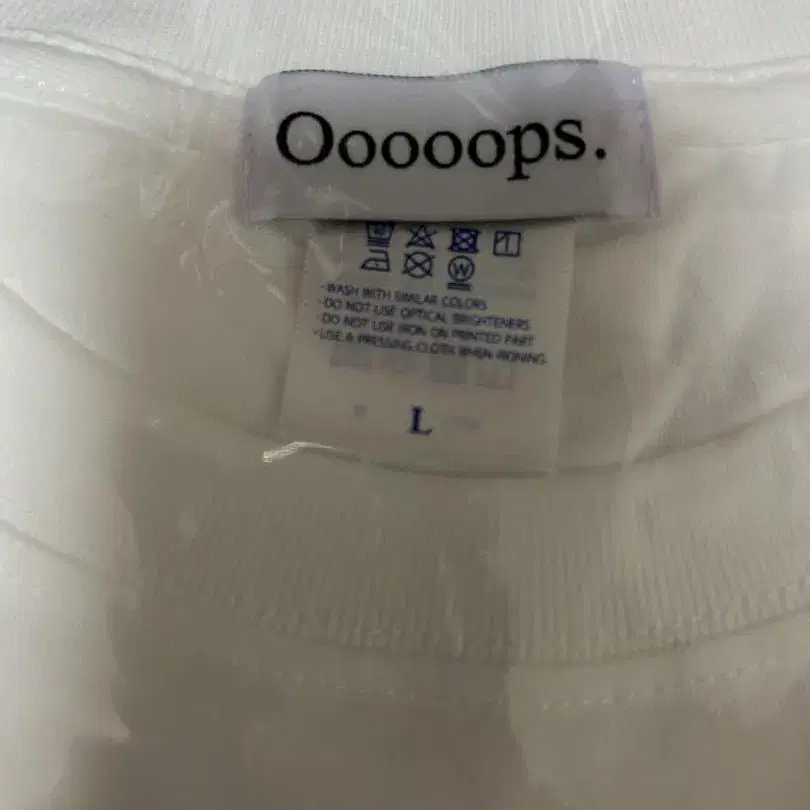 Ooooops.
W
·WASH WITH SIMILAR COLORS
·DO NOT USE OPTICAL BRIGHTENERS
·DO NOT USE IRON ON PRINTED PART
·USE A PRESSING CLOTH WHEN IRONING
L